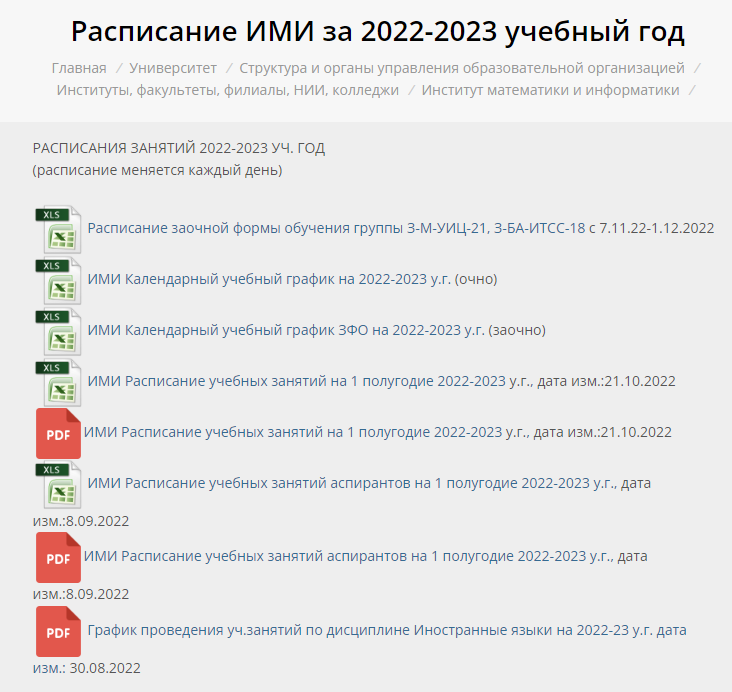 Расписание ИМИ за 2022-2023 учебный год
Главная / Университет / Структура и органы управления образовательной организацией /
Институты, факультеты, филиалы, НИИ, колледжи / Институт математики и информатики /
РАСПИСАНИЯ ЗАНЯТИЙ 2022-2023 УЧ. ГОД
(расписание меняется каждый день)
XLS Расписание заочной формы обучения группы З-М-УИЦ-21, З-БА-ИТСС-18 с 7.11.22-1.12.2022
XLS ИМИ Календарный учебный график на 2022-2023 у.г. (очно)
XLS ИМИ Календарный учебный график ЗФО на 2022-2023 у.г. (заочно)
XLS ИМИ Расписание учебных занятий на 1 полугодие 2022-2023 у.г., дата изм.:21.10.2022
PDF ИМИ Расписание учебных занятий на 1 полугодие 2022-2023 у.г., дата изм.:21.10.2022
XLS ИМИ Расписание учебных занятий аспирантов на 1 полугодие 2022-2023 у.г., дата
изм.:8.09.2022
PDF ИМИ Расписание учебных занятий аспирантов на 1 полугодие 2022-2023 у.г., дата
изм.:8.09.2022
PDF График проведения уч.занятий по дисциплине Иностранные языки на 2022-23 у.г. дата
изм.: 30.08.2022